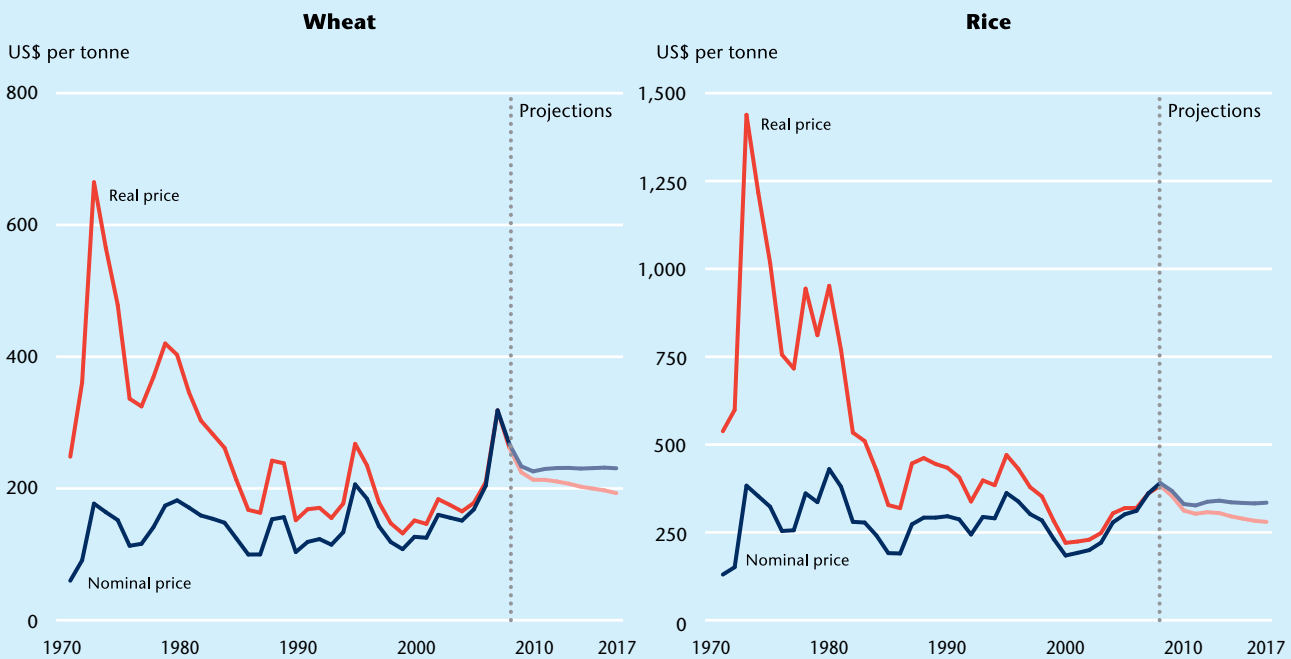 Wheat
US$ per tonne
800
Projections
Real price
600
400
200
Nominal price
0
1970 1980 1990 2000 2010 2017
Rice
US$ per tonne
1,500
Projections
Real price
1,250
1,000
750
500
250
Nominal price
0
1970 1980 1990 2000 2010 2017